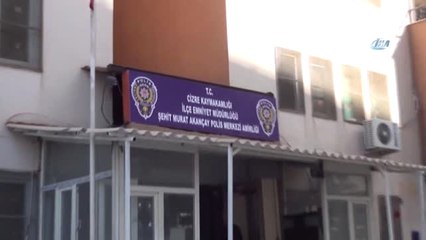 T.C.
CİZRE KAYMAKAMLIĞI
İLÇE EMNİYET MÜDÜRLÜĞÜ
ŞEHİT MURAT AKANÇAY POLİS MERKEZİ AMİRLİĞİ